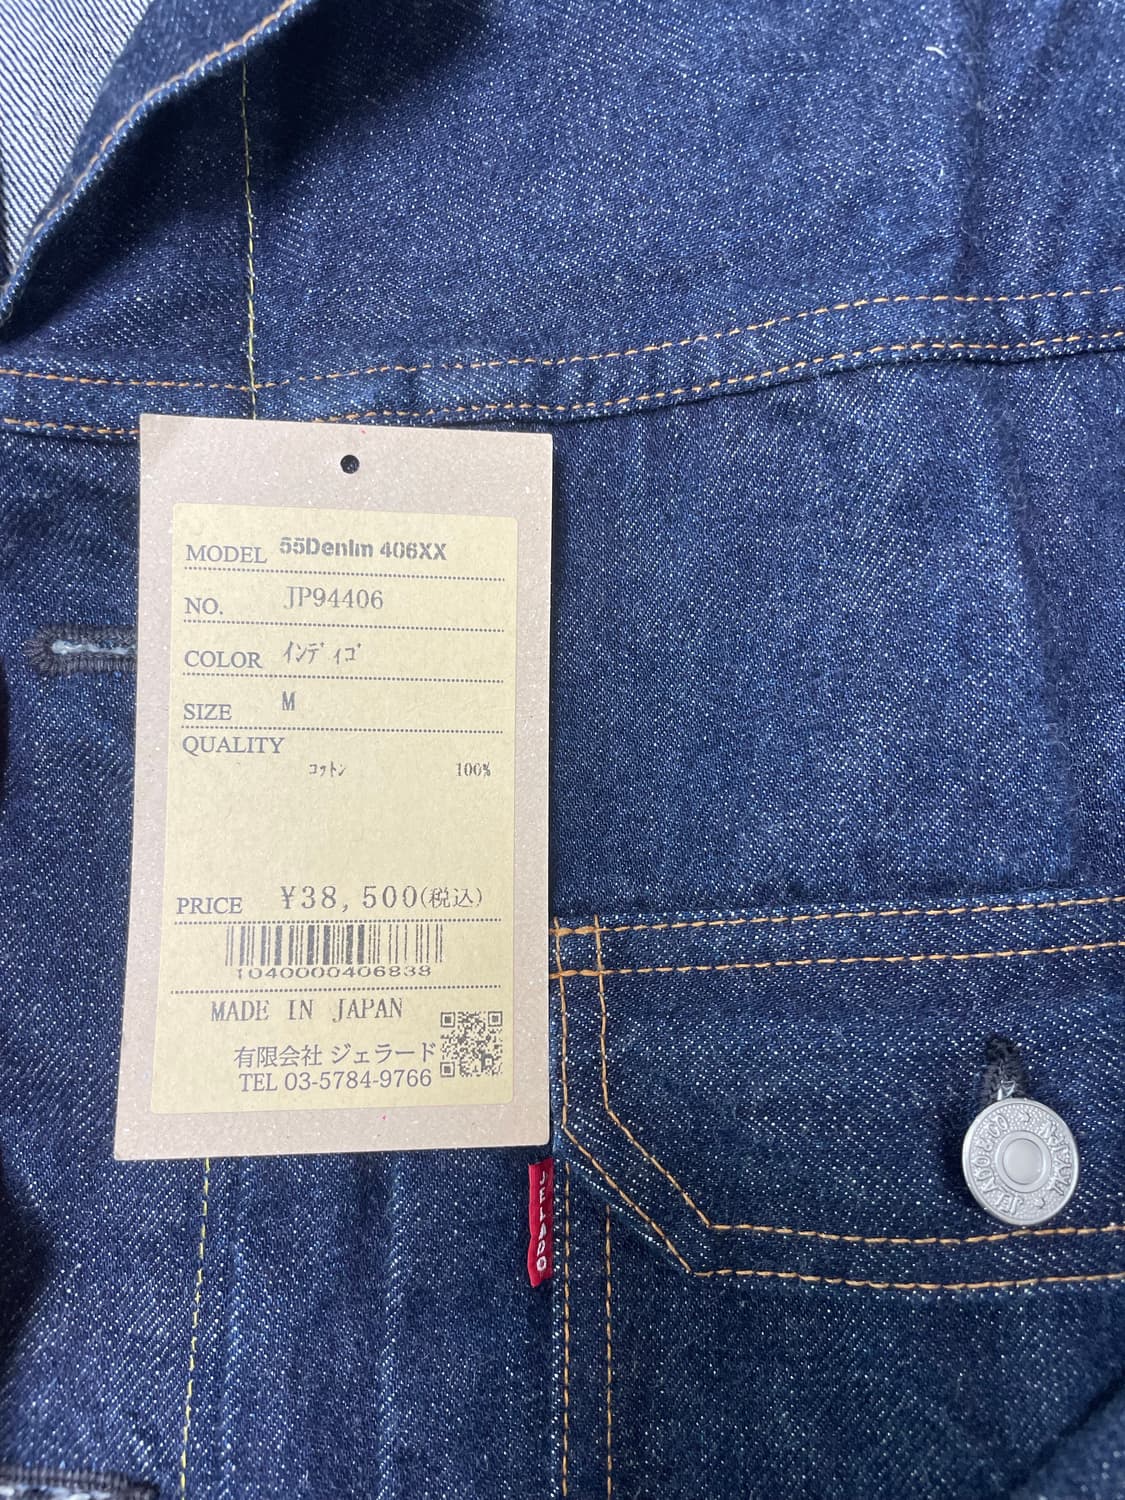 MODEL 55Denim 406XX
NO. JP94406
COLOR ｲﾝﾃﾞｨｺﾞ
SIZE M
QUALITY
ｺｯﾄﾝ 100%
PRICE ¥38,500(税込)
1040000406838
MADE IN JAPAN
有限会社 ジェラード
TEL 03-5784-9766
JELADO